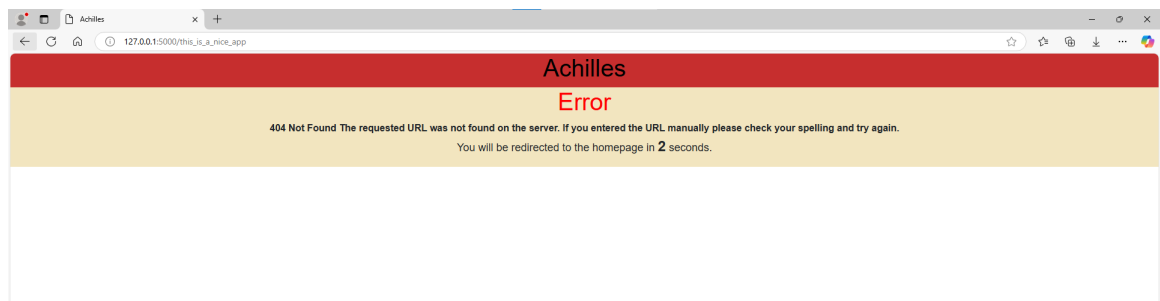 Achilles
127.0.0.1:5000/this_is_a_nice_app
Achilles
Error
404 Not Found The requested URL was not found on the server. If you entered the URL manually please check your spelling and try again.
You will be redirected to the homepage in 2 seconds.